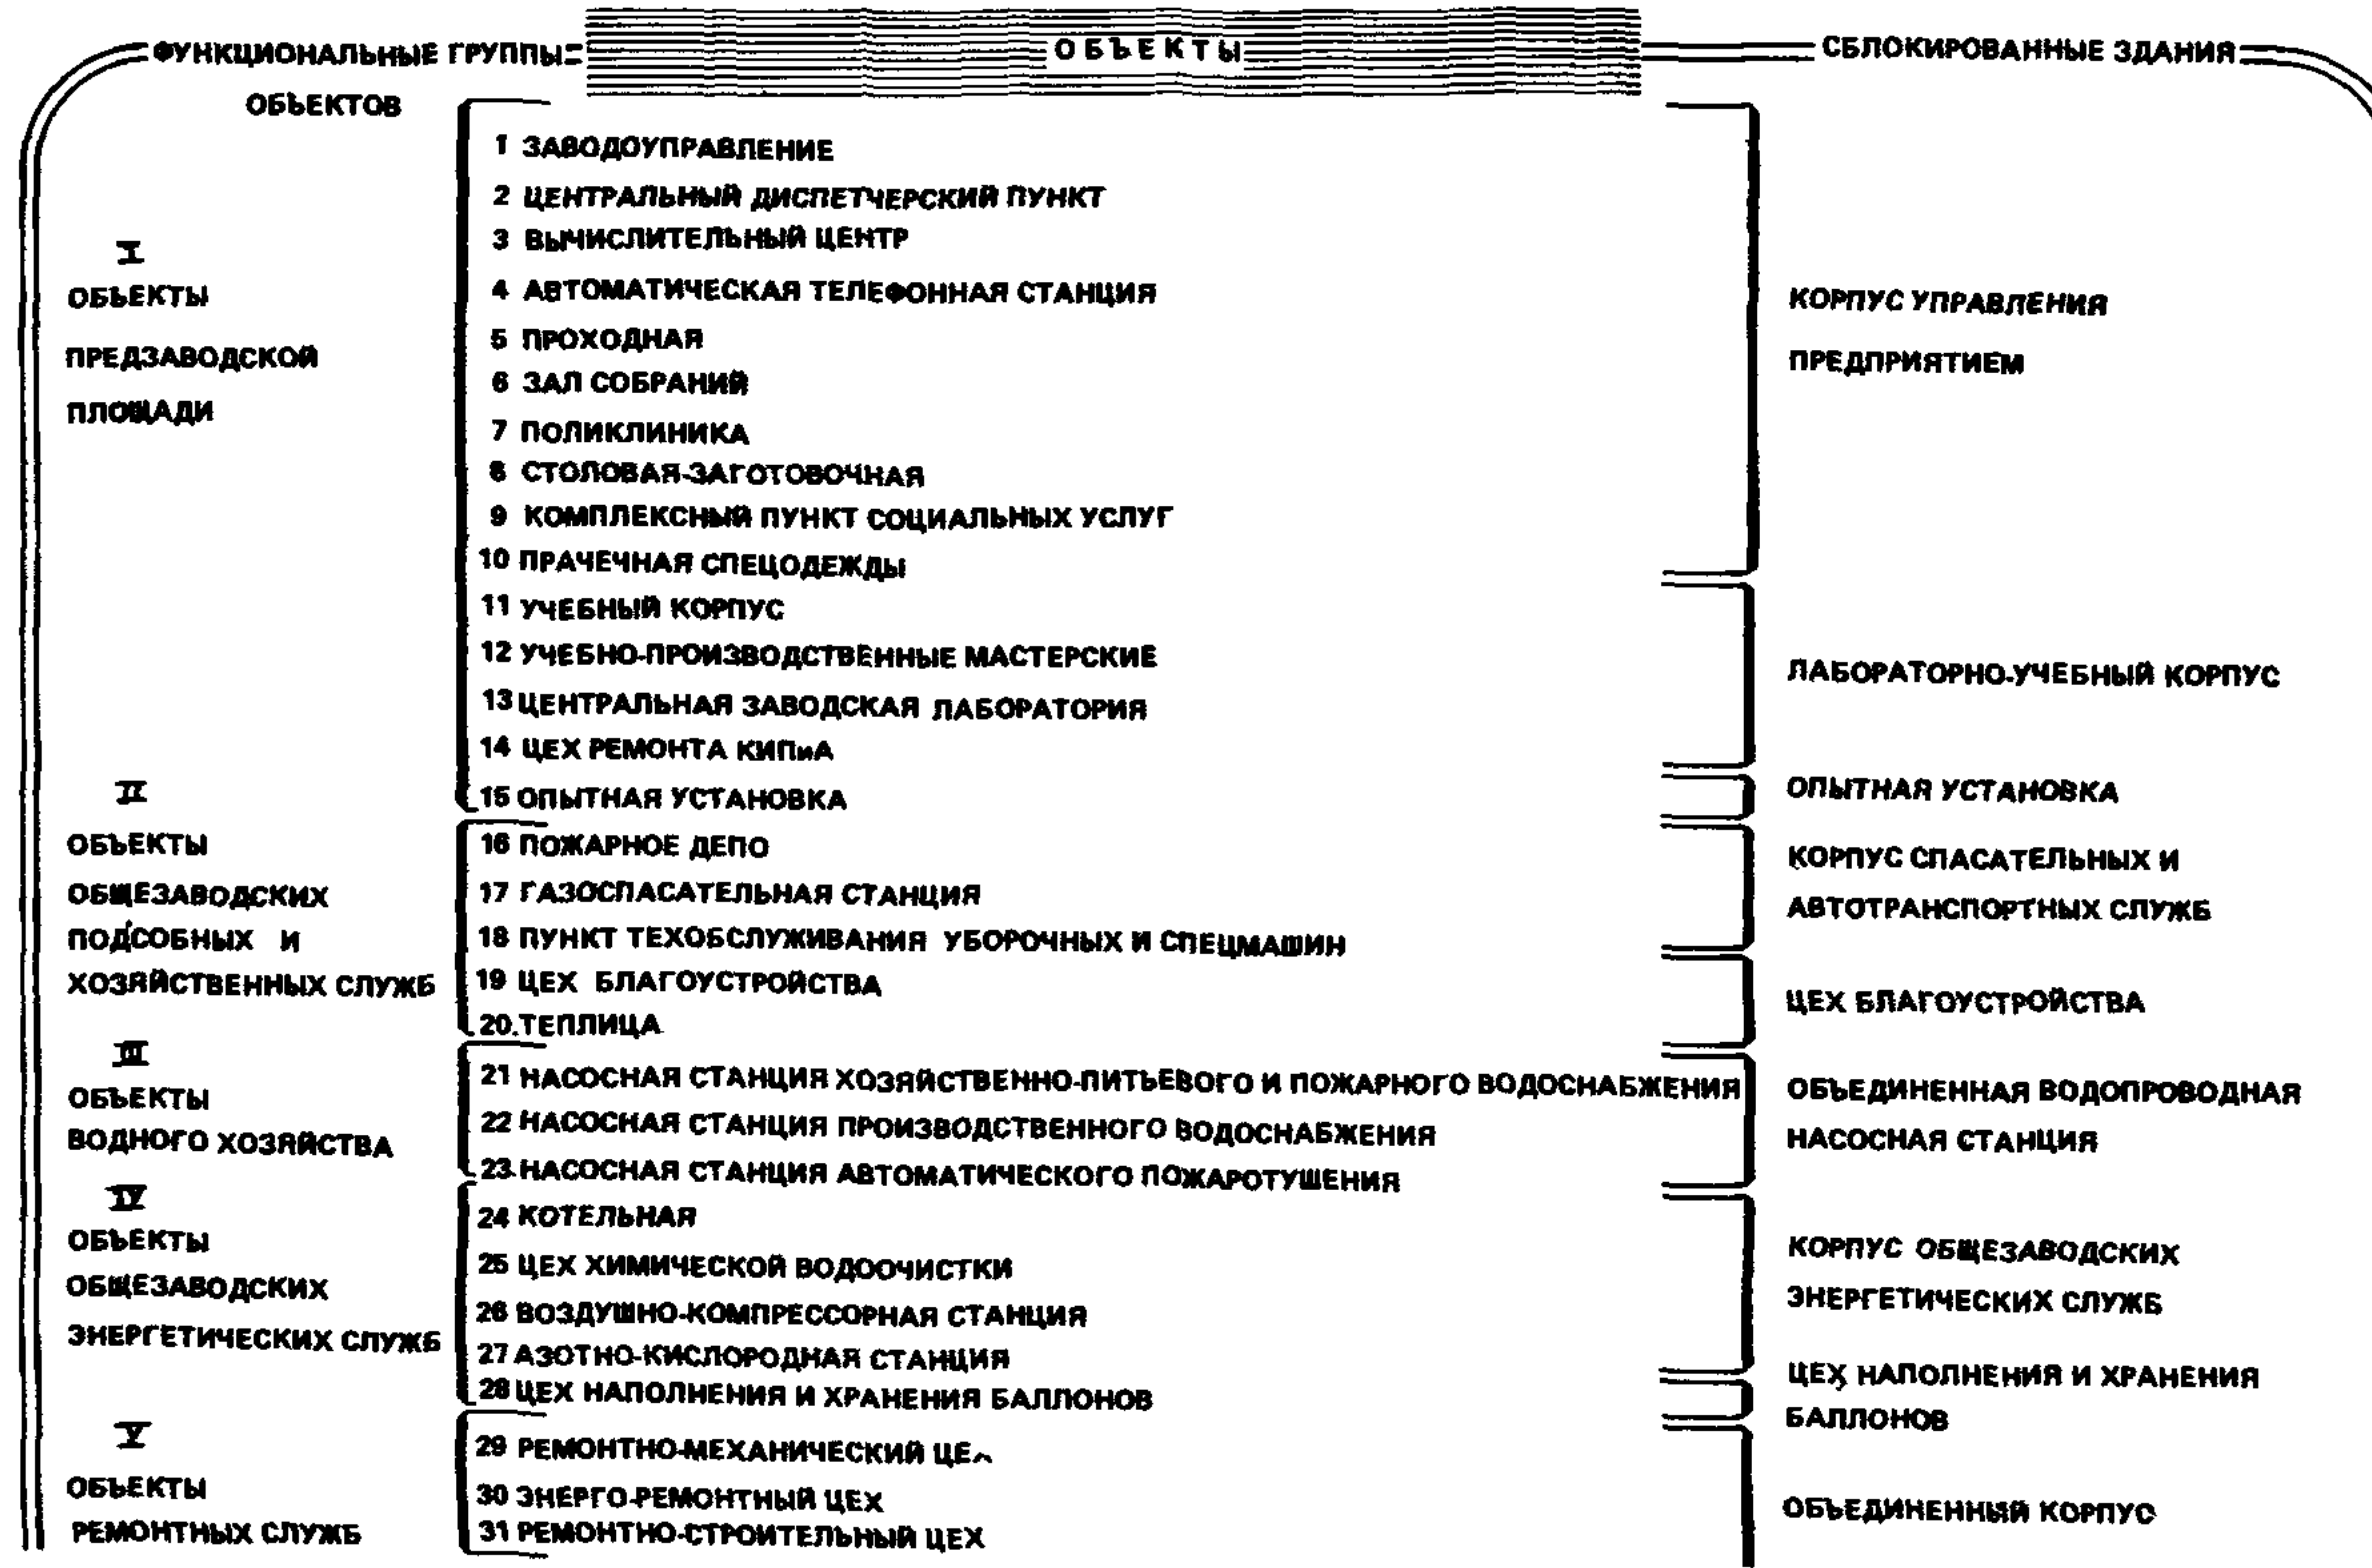 ФУНКЦИОНАЛЬНЫЕ ГРУППЫ
ОБЪЕКТОВ
ОБЪЕКТЫ
СБЛОКИРОВАННЫЕ ЗДАНИЯ
I
ОБЪЕКТЫ
ПРЕДЗАВОДСКОЙ
ПЛОЩАДИ
1 ЗАВОДОУПРАВЛЕНИЕ
2 ЦЕНТРАЛЬНЫЙ ДИСПЕТЧЕРСКИЙ ПУНКТ
3 ВЫЧИСЛИТЕЛЬНЫЙ ЦЕНТР
4 АВТОМАТИЧЕСКАЯ ТЕЛЕФОННАЯ СТАНЦИЯ
5 ПРОХОДНАЯ
6 ЗАЛ СОБРАНИЙ
7 ПОЛИКЛИНИКА
8 СТОЛОВАЯ-ЗАГОТОВОЧНАЯ
9 КОМПЛЕКСНЫЙ ПУНКТ СОЦИАЛЬНЫХ УСЛУГ
10 ПРАЧЕЧНАЯ СПЕЦОДЕЖДЫ
11 УЧЕБНЫЙ КОРПУС
12 УЧЕБНО-ПРОИЗВОДСТВЕННЫЕ МАСТЕРСКИЕ
13 ЦЕНТРАЛЬНАЯ ЗАВОДСКАЯ ЛАБОРАТОРИЯ
14 ЦЕХ РЕМОНТА КИПиА
15 ОПЫТНАЯ УСТАНОВКА
КОРПУС УПРАВЛЕНИЯ
ПРЕДПРИЯТИЕМ
ЛАБОРАТОРНО-УЧЕБНЫЙ КОРПУС
ОПЫТНАЯ УСТАНОВКА
II
ОБЪЕКТЫ
ОБЩЕЗАВОДСКИХ
ПОДСОБНЫХ И
ХОЗЯЙСТВЕННЫХ СЛУЖБ
16 ПОЖАРНОЕ ДЕПО
17 ГАЗОСПАСАТЕЛЬНАЯ СТАНЦИЯ
18 ПУНКТ ТЕХОБСЛУЖИВАНИЯ УБОРОЧНЫХ И СПЕЦМАШИН
19 ЦЕХ БЛАГОУСТРОЙСТВА
20.ТЕПЛИЦА
КОРПУС СПАСАТЕЛЬНЫХ И
АВТОТРАНСПОРТНЫХ СЛУЖБ
ЦЕХ БЛАГОУСТРОЙСТВА
III
ОБЪЕКТЫ
ВОДНОГО ХОЗЯЙСТВА
21 НАСОСНАЯ СТАНЦИЯ ХОЗЯЙСТВЕННО-ПИТЬЕВОГО И ПОЖАРНОГО ВОДОСНАБЖЕНИЯ
22 НАСОСНАЯ СТАНЦИЯ ПРОИЗВОДСТВЕННОГО ВОДОСНАБЖЕНИЯ
23.НАСОСНАЯ СТАНЦИЯ АВТОМАТИЧЕСКОГО ПОЖАРОТУШЕНИЯ
ОБЪЕДИНЕННАЯ ВОДОПРОВОДНАЯ
НАСОСНАЯ СТАНЦИЯ
IV
ОБЪЕКТЫ
ОБЩЕЗАВОДСКИХ
ЭНЕРГЕТИЧЕСКИХ СЛУЖБ
24 КОТЕЛЬНАЯ
25 ЦЕХ ХИМИЧЕСКОЙ ВОДООЧИСТКИ
26 ВОЗДУШНО-КОМПРЕССОРНАЯ СТАНЦИЯ
27 АЗОТНО-КИСЛОРОДНАЯ СТАНЦИЯ
28 ЦЕХ НАПОЛНЕНИЯ И ХРАНЕНИЯ БАЛЛОНОВ
КОРПУС ОБЩЕЗАВОДСКИХ
ЭНЕРГЕТИЧЕСКИХ СЛУЖБ
ЦЕХ НАПОЛНЕНИЯ И ХРАНЕНИЯ
БАЛЛОНОВ
V
ОБЪЕКТЫ
РЕМОНТНЫХ СЛУЖБ
29 РЕМОНТНО-МЕХАНИЧЕСКИЙ ЦЕХ
30 ЭНЕРГО-РЕМОНТНЫЙ ЦЕХ
31 РЕМОНТНО-СТРОИТЕЛЬНЫЙ ЦЕХ
ОБЪЕДИНЕННЫЙ КОРПУС